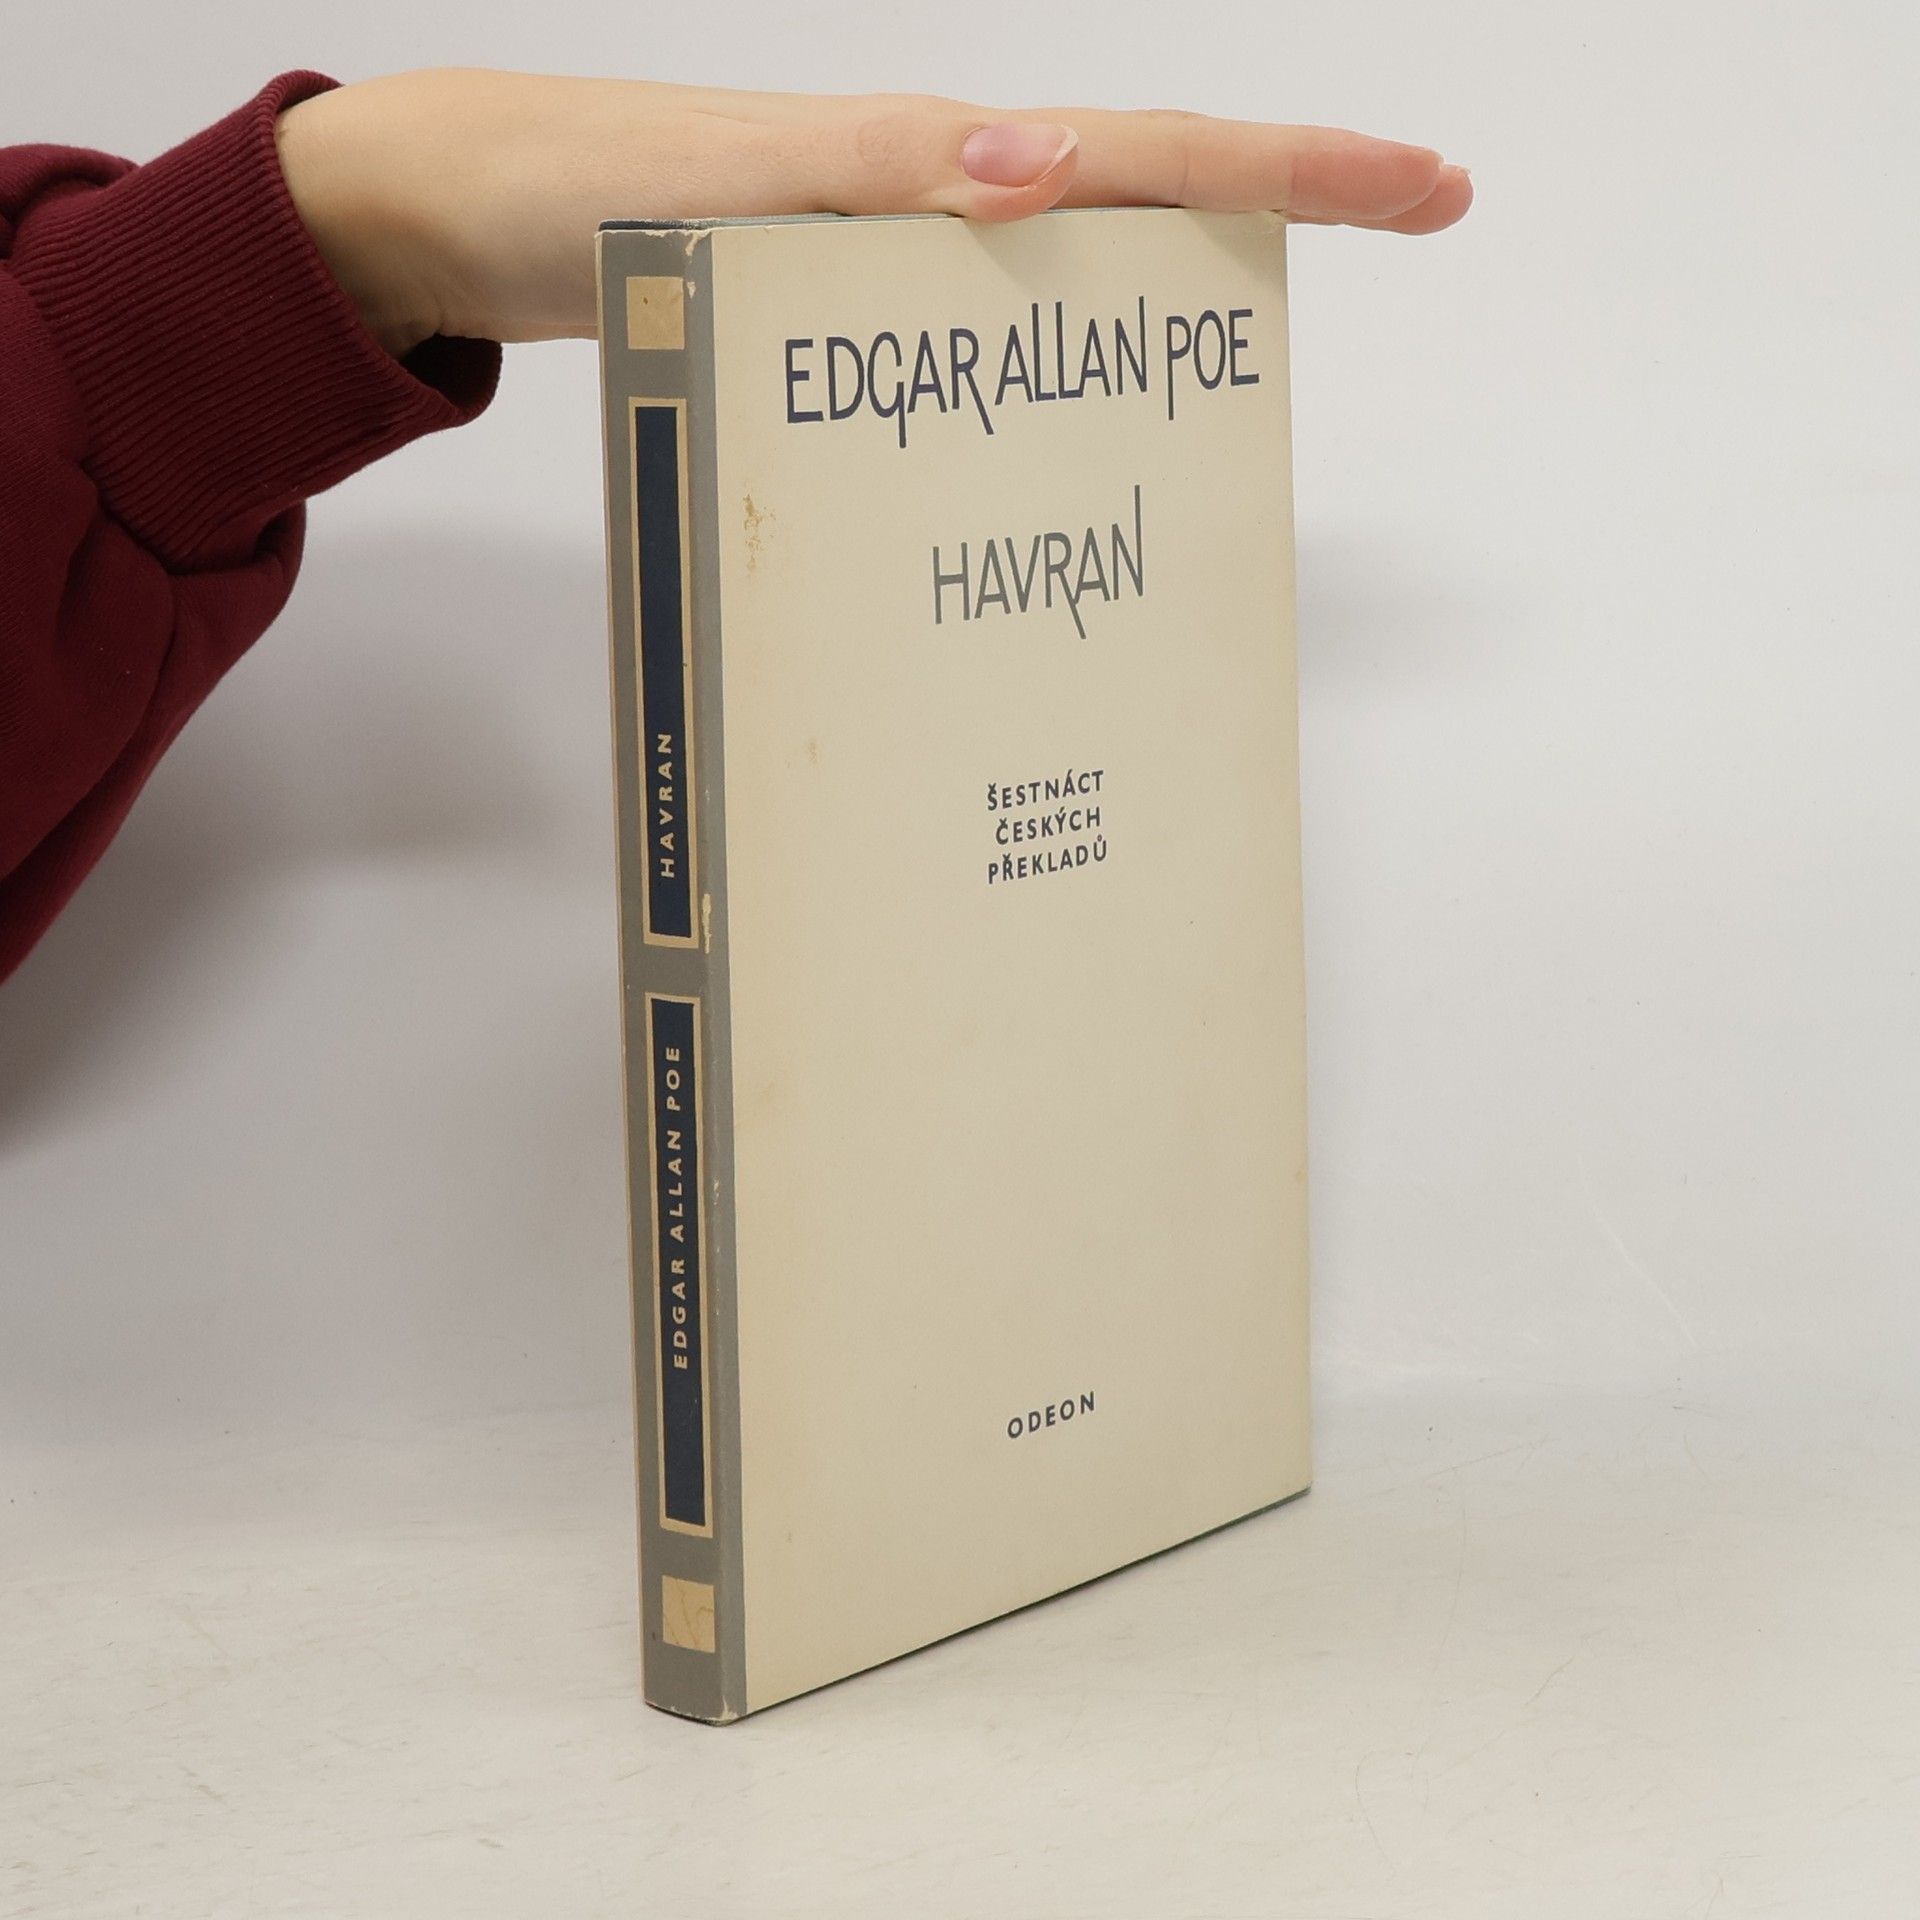 EDGAR ALLAN POE
HAVRAN
ŠESTNÁCT
ČESKÝCH
PŘEKLADŮ
ODEON
HAVRAN
EDGAR ALLAN POE